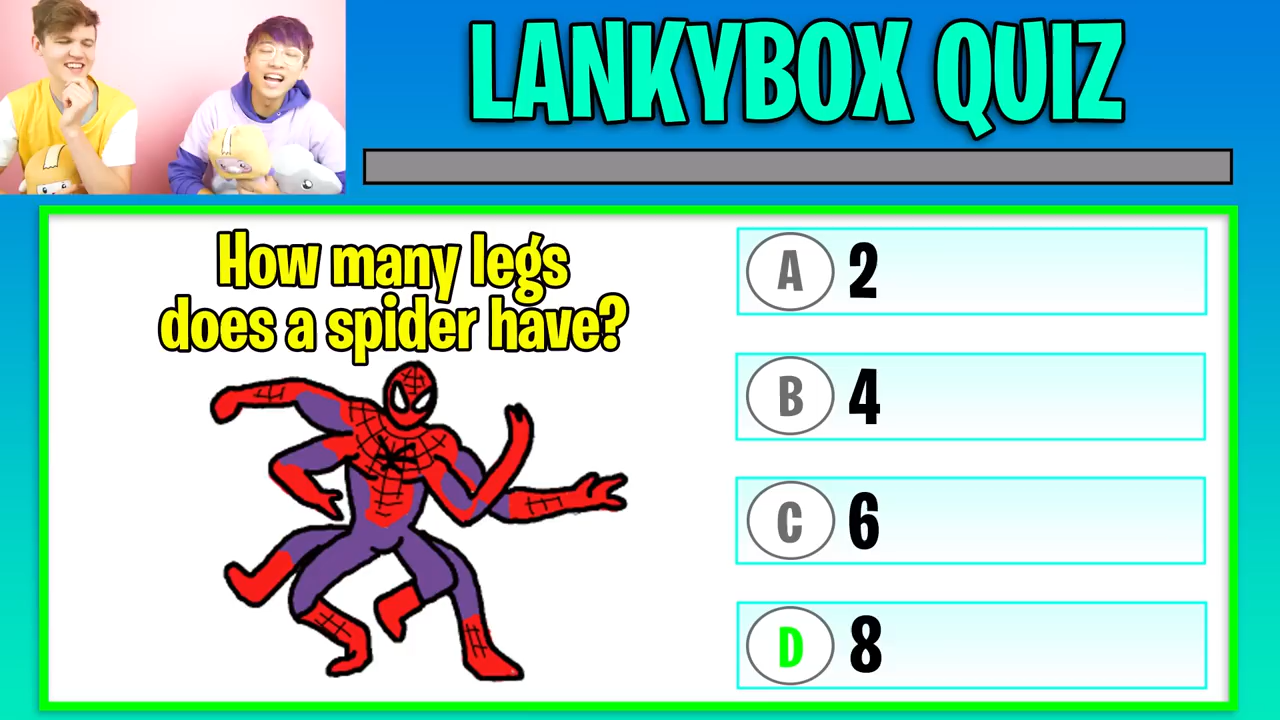 LANKYBOX QUIZ
How many legs
does a spider have?
A 2
B 4
C 6
D 8